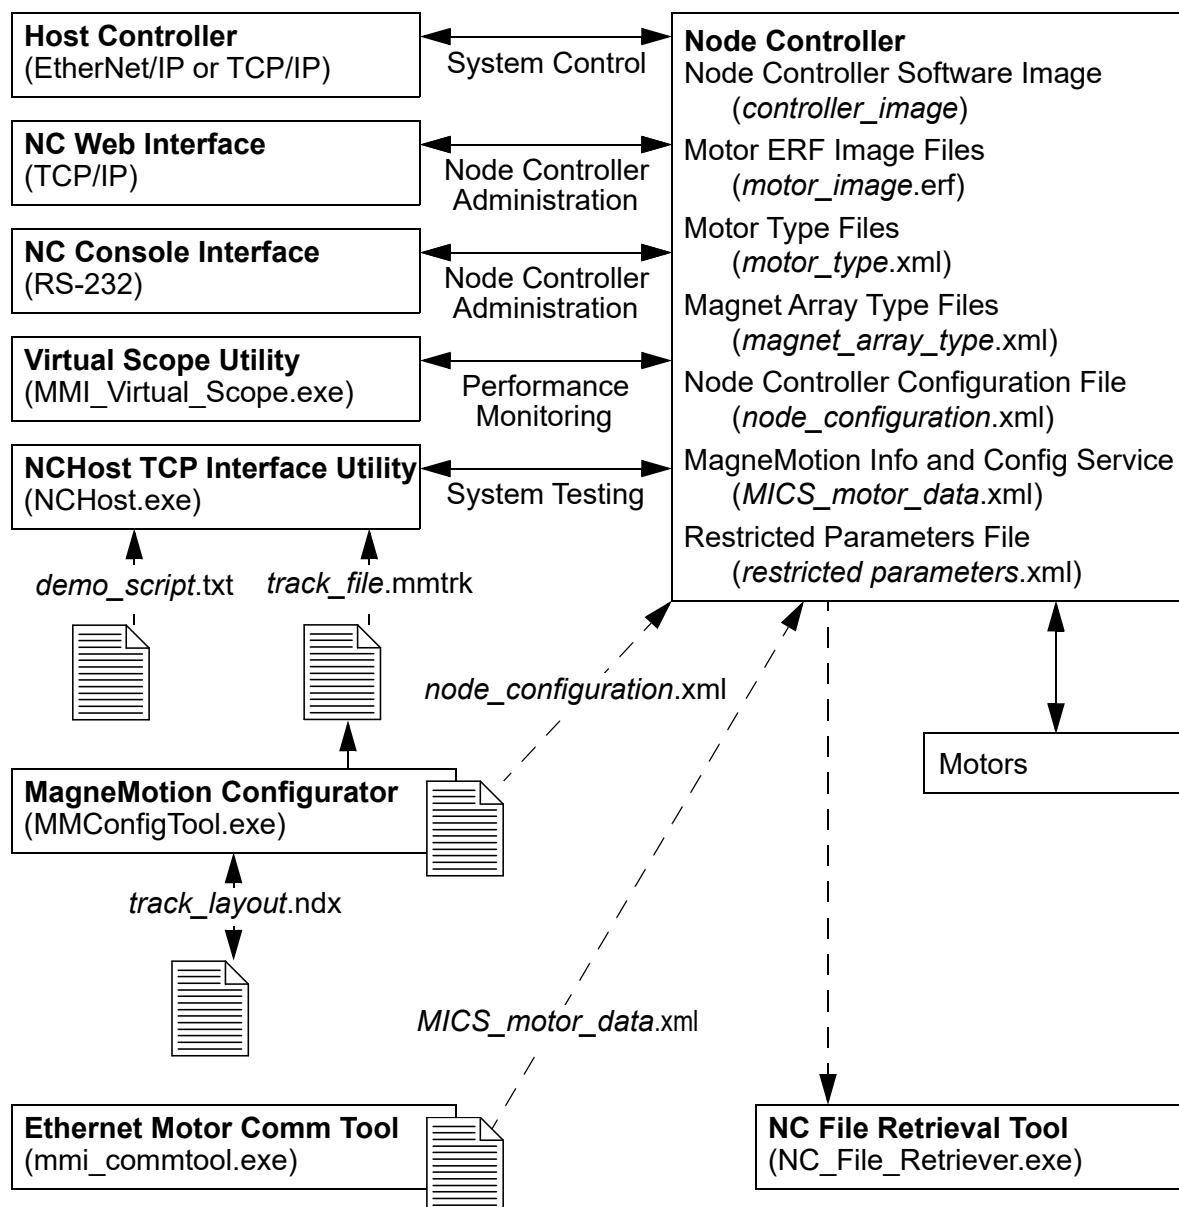 Host Controller
(EtherNet/IP or TCP/IP)
System Control
NC Web Interface
(TCP/IP)
Node Controller
Administration
NC Console Interface
(RS-232)
Node Controller
Administration
Virtual Scope Utility
(MMI_Virtual_Scope.exe)
Performance
Monitoring
NCHost TCP Interface Utility
(NCHost.exe)
System Testing
Node Controller
Node Controller Software Image
(controller_image)
Motor ERF Image Files
(motor_image.erf)
Motor Type Files
(motor_type.xml)
Magnet Array Type Files
(magnet_array_type.xml)
Node Controller Configuration File
(node_configuration.xml)
MagneMotion Info and Config Service
(MICS_motor_data.xml)
Restricted Parameters File
(restricted parameters.xml)
demo_script.txt
track_file.mmtrk
node_configuration.xml
Motors
MagneMotion Configurator
(MMConfigTool.exe)
track_layout.ndx
MICS_motor_data.xml
Ethernet Motor Comm Tool
(mmi_commtool.exe)
NC File Retrieval Tool
(NC_File_Retriever.exe)